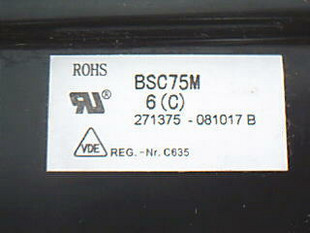 ROHS
BSC75M
6(C)
271375 - 081017 B
VDE
REG.-Nr. C635